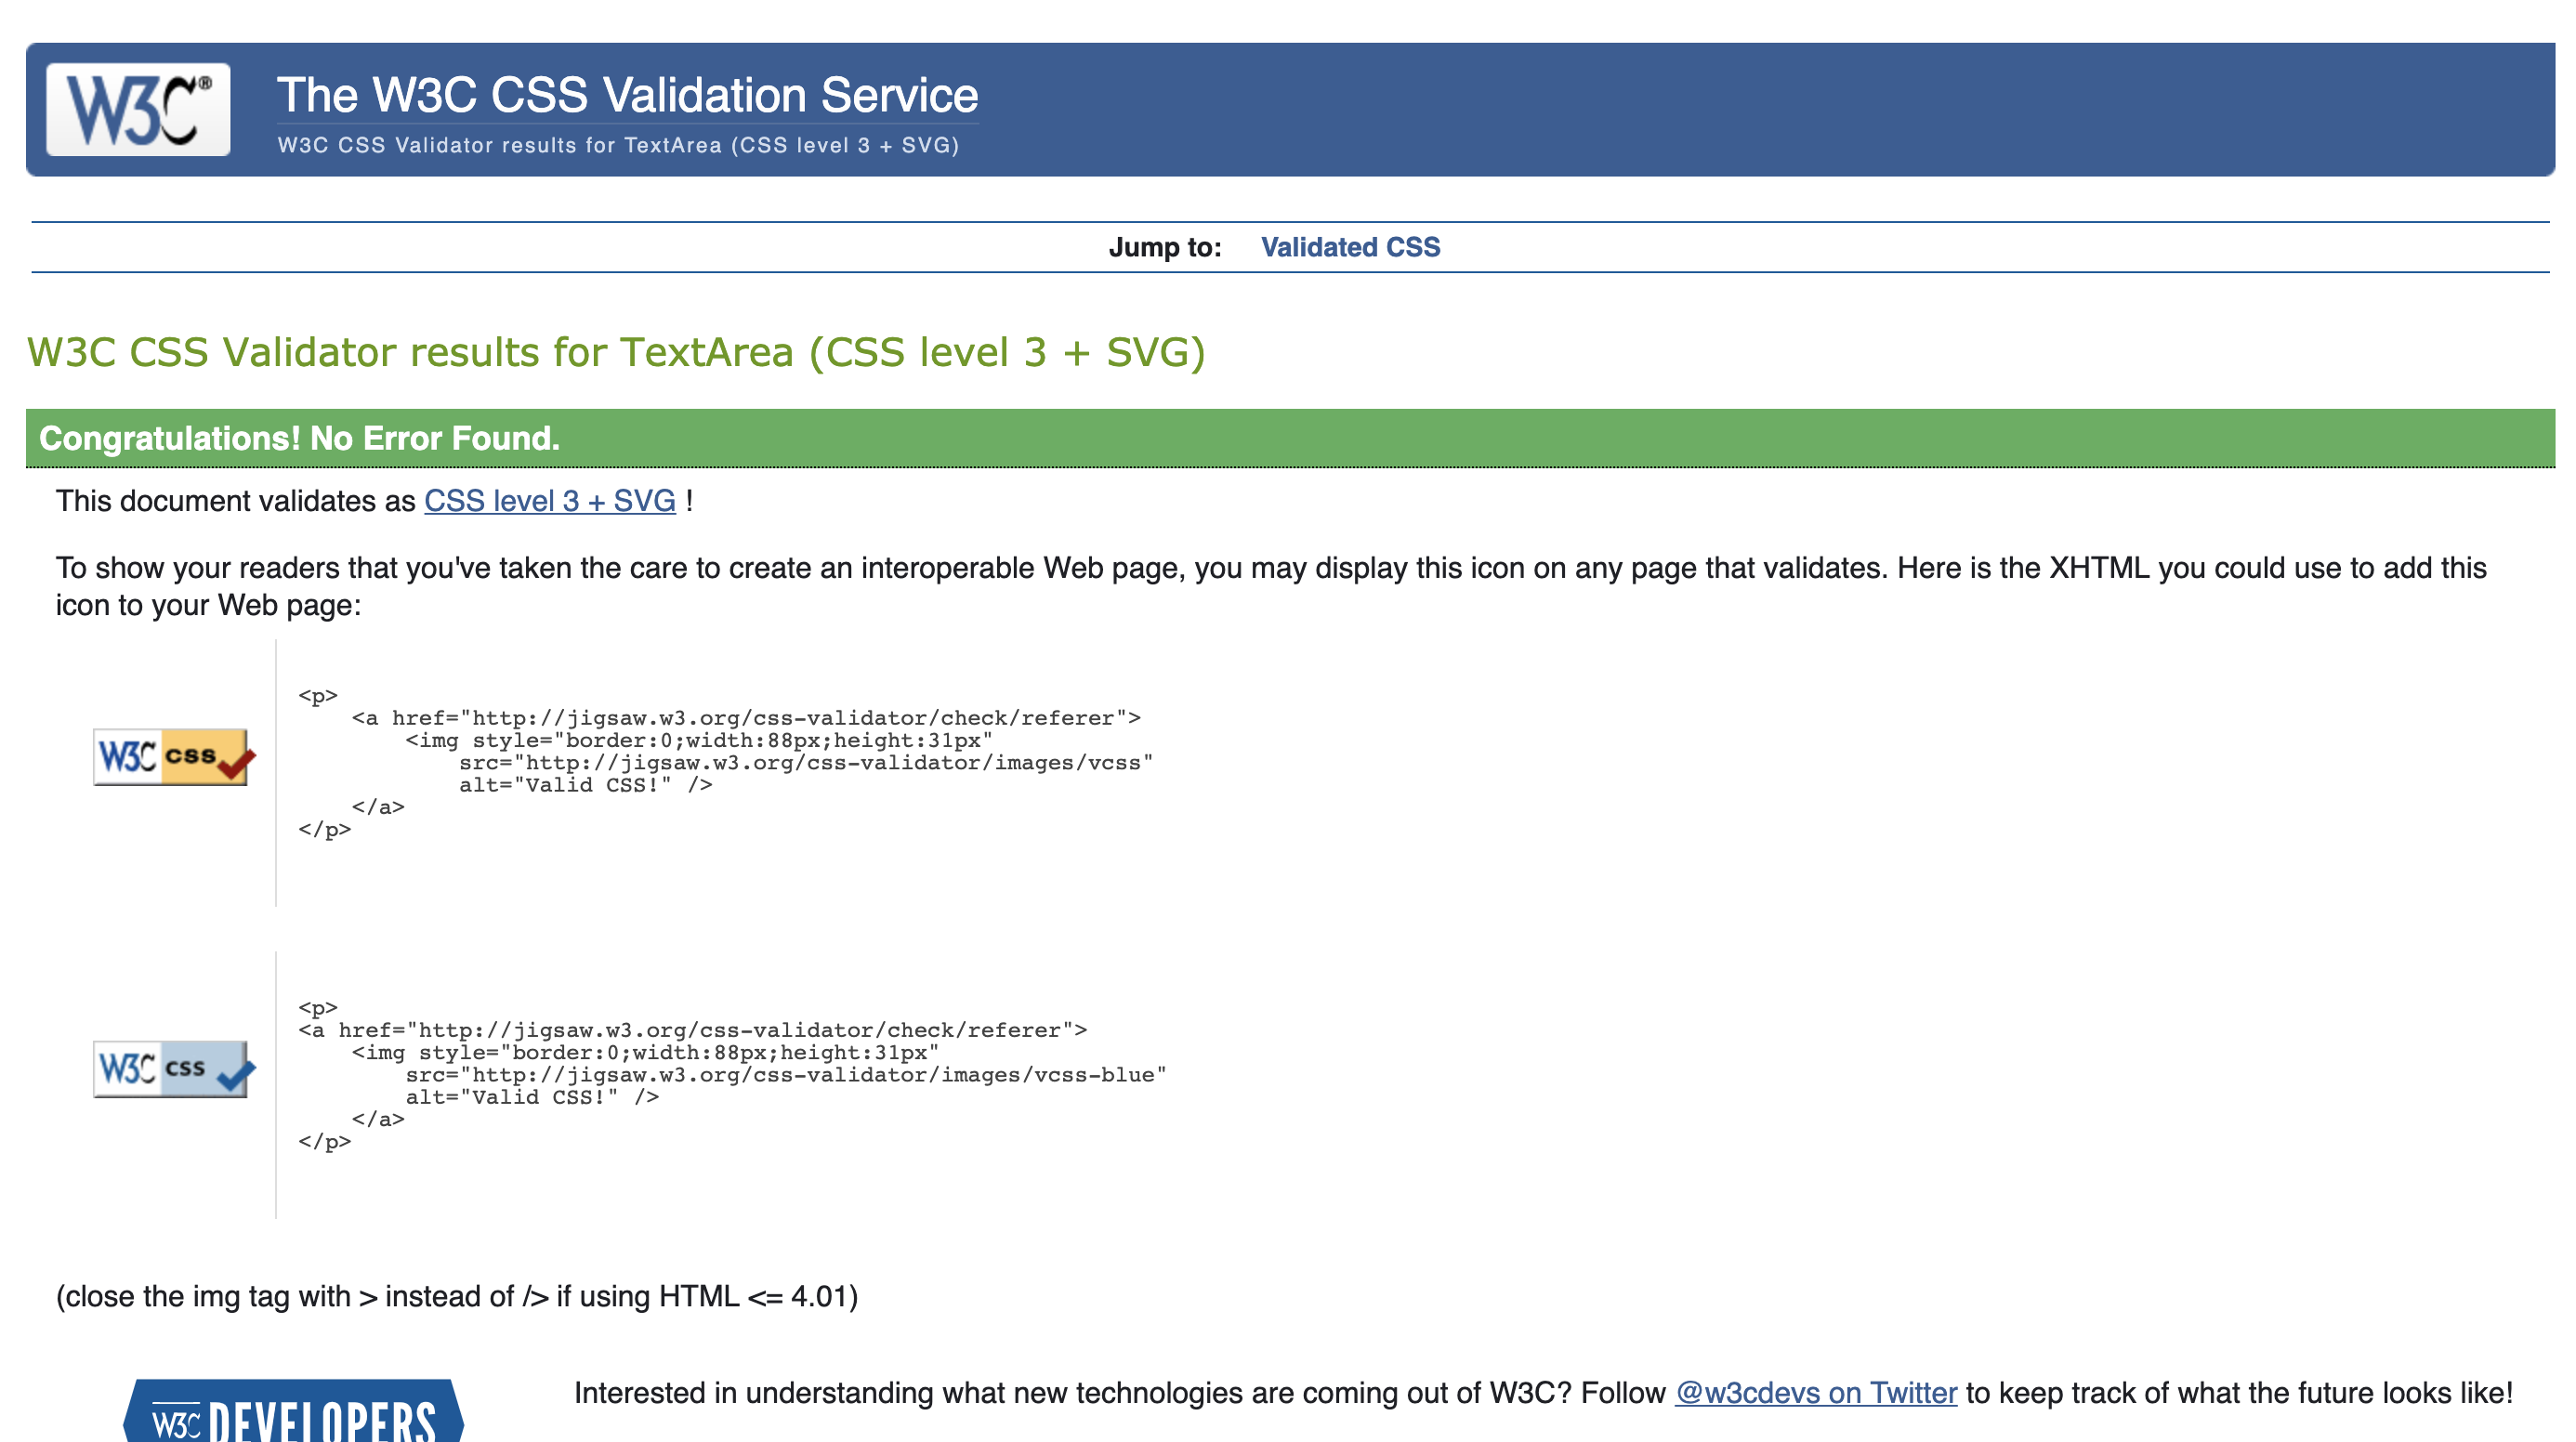 W3C®
The W3C CSS Validation Service
W3C CSS Validator results for TextArea (CSS level 3 + SVG)
Jump to: Validated CSS
W3C CSS Validator results for TextArea (CSS level 3 + SVG)
Congratulations! No Error Found.
This document validates as CSS level 3 + SVG !
To show your readers that you've taken the care to create an interoperable Web page, you may display this icon on any page that validates. Here is the XHTML you could use to add this
icon to your Web page:
W3C css
<p>
    <a href="http://jigsaw.w3.org/css-validator/check/referer">
        <img style="border:0;width:88px;height:31px"
            src="http://jigsaw.w3.org/css-validator/images/vcss"
            alt="Valid CSS!" />
    </a>
</p>
W3C css
<p>
<a href="http://jigsaw.w3.org/css-validator/check/referer">
    <img style="border:0;width:88px;height:31px"
        src="http://jigsaw.w3.org/css-validator/images/vcss-blue"
        alt="Valid CSS!" />
    </a>
</p>
(close the img tag with > instead of /> if using HTML <= 4.01)
W3C DEVELOPERS
Interested in understanding what new technologies are coming out of W3C? Follow @w3cdevs on Twitter to keep track of what the future looks like!